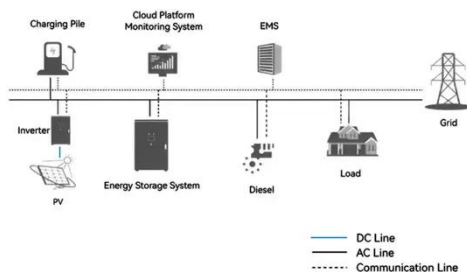 Charging Pile
Cloud Platform
Monitoring System
EMS
Grid
Inverter
PV
Energy Storage System
Diesel
Load
DC Line
AC Line
Communication Line